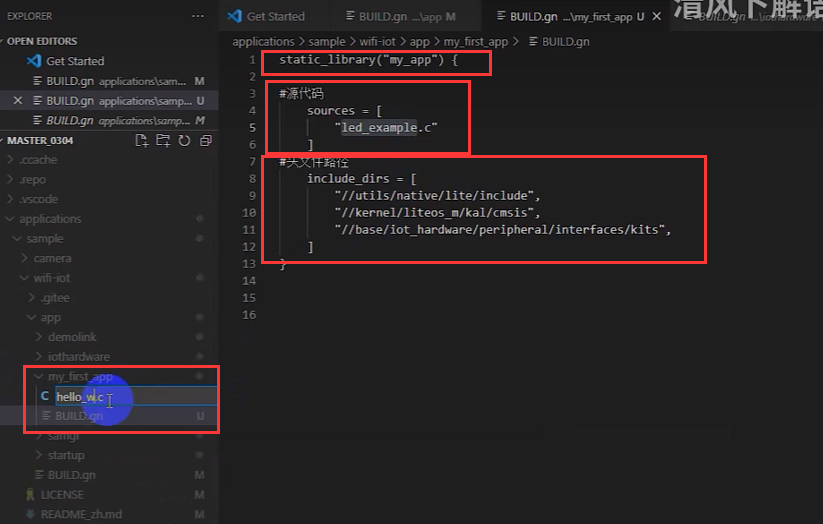 清风下解说
EXPLORER
OPEN EDITORS
Get Started
BUILD.gn applications\sam... M
BUILD.gn applications\samp... U
BUILD.gn applications\samp... M
MASTER_0304
.ccache
.repo
.vscode
applications
sample
camera
wifi-iot
.gitee
app
demolink
iothardware
my_first_app
hello_w.c
BUILD.gn U
samgr
startup
BUILD.gn M
LICENSE
README_zh.md M
Get Started
BUILD.gn ...\app M
BUILD.gn ...\my_first_app U
BUILD.gn ...\iothardware
applications > sample > wifi-iot > app > my_first_app > BUILD.gn
1 static_library("my_app") {
2
3 #源代码
4 sources = [
5 "led_example.c"
6 ]
7 #头文件路径
8 include_dirs = [
9 "//utils/native/lite/include",
10 "//kernel/liteos_m/kal/cmsis",
11 "//base/iot_hardware/peripheral/interfaces/kits",
12 ]
13 }
14
15
16